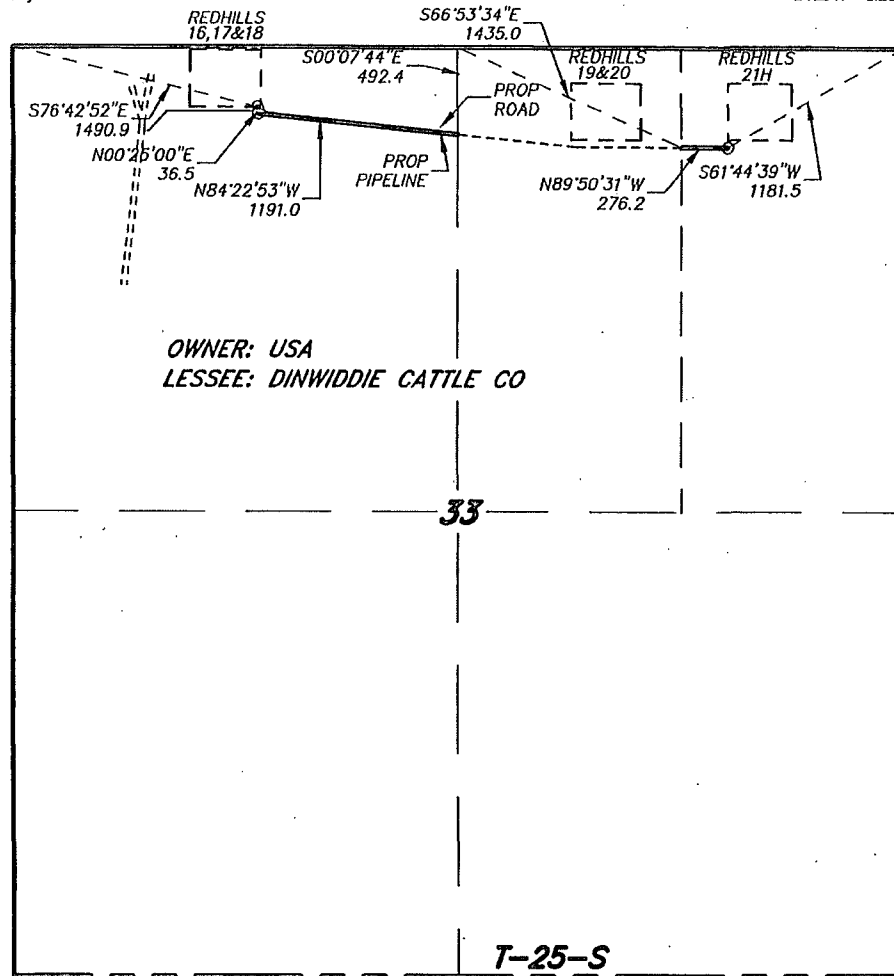 S66°53'34"E
1435.0
REDHILLS
16,17&18
S00°07'44"E
492.4
REDHILLS
19&20
REDHILLS
21H
PROP
ROAD
S76°42'52"E
1490.9
N00°26'00"E
36.5
PROP
PIPELINE
N84°22'53"W
1191.0
N89°50'31"W
276.2
S61°44'39"W
1181.5
OWNER: USA
LESSEE: DINWIDDIE CATTLE CO
33
T-25-S